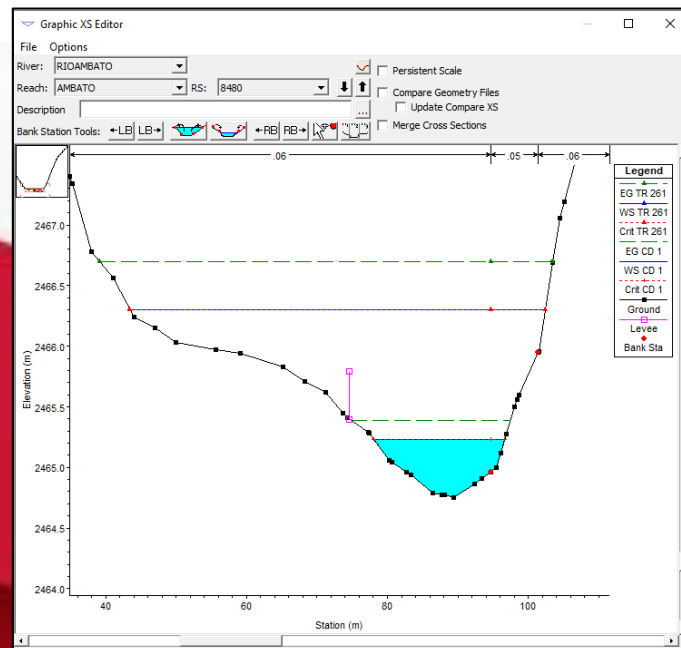 Graphic XS Editor
File Options
River: RIOAMBATO
Reach: AMBATO RS: 8480
Description ...
Bank Station Tools: LB LB RB RB
Persistent Scale
Compare Geometry Files
Update Compare XS
Merge Cross Sections
.06 .05 .06
Legend
EG TR 261
WS TR 261
Crit TR 261
EG CD 1
WS CD 1
Crit CD 1
Ground
Levee
Bank Sta
Elevation (m)
2467.0
2466.5
2466.0
2465.5
2465.0
2464.5
2464.0
40 60 80 100
Station (m)